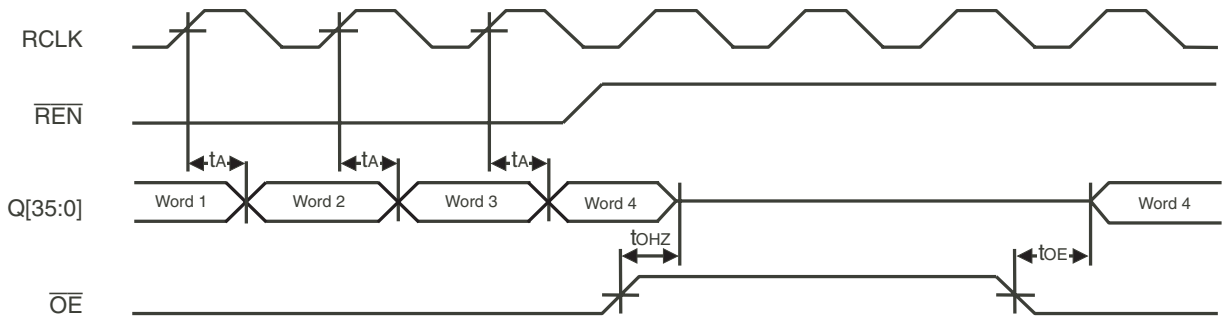 RCLK
REN
tA tA tA
Q[35:0] Word 1 Word 2 Word 3 Word 4 Word 4
tOHZ tOE
OE